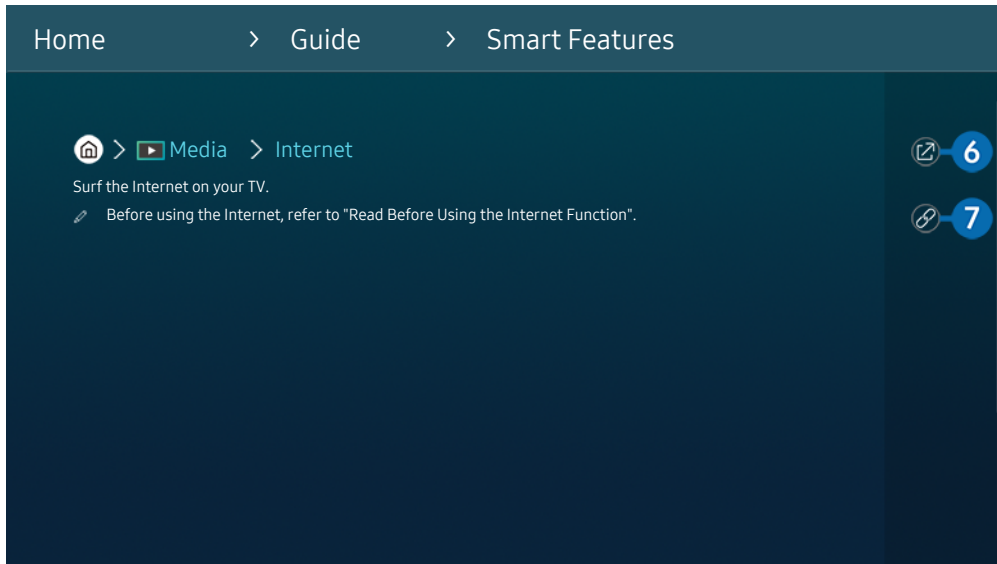 Home > Guide > Smart Features
> Media > Internet
6
Surf the Internet on your TV.
7
Before using the Internet, refer to "Read Before Using the Internet Function".